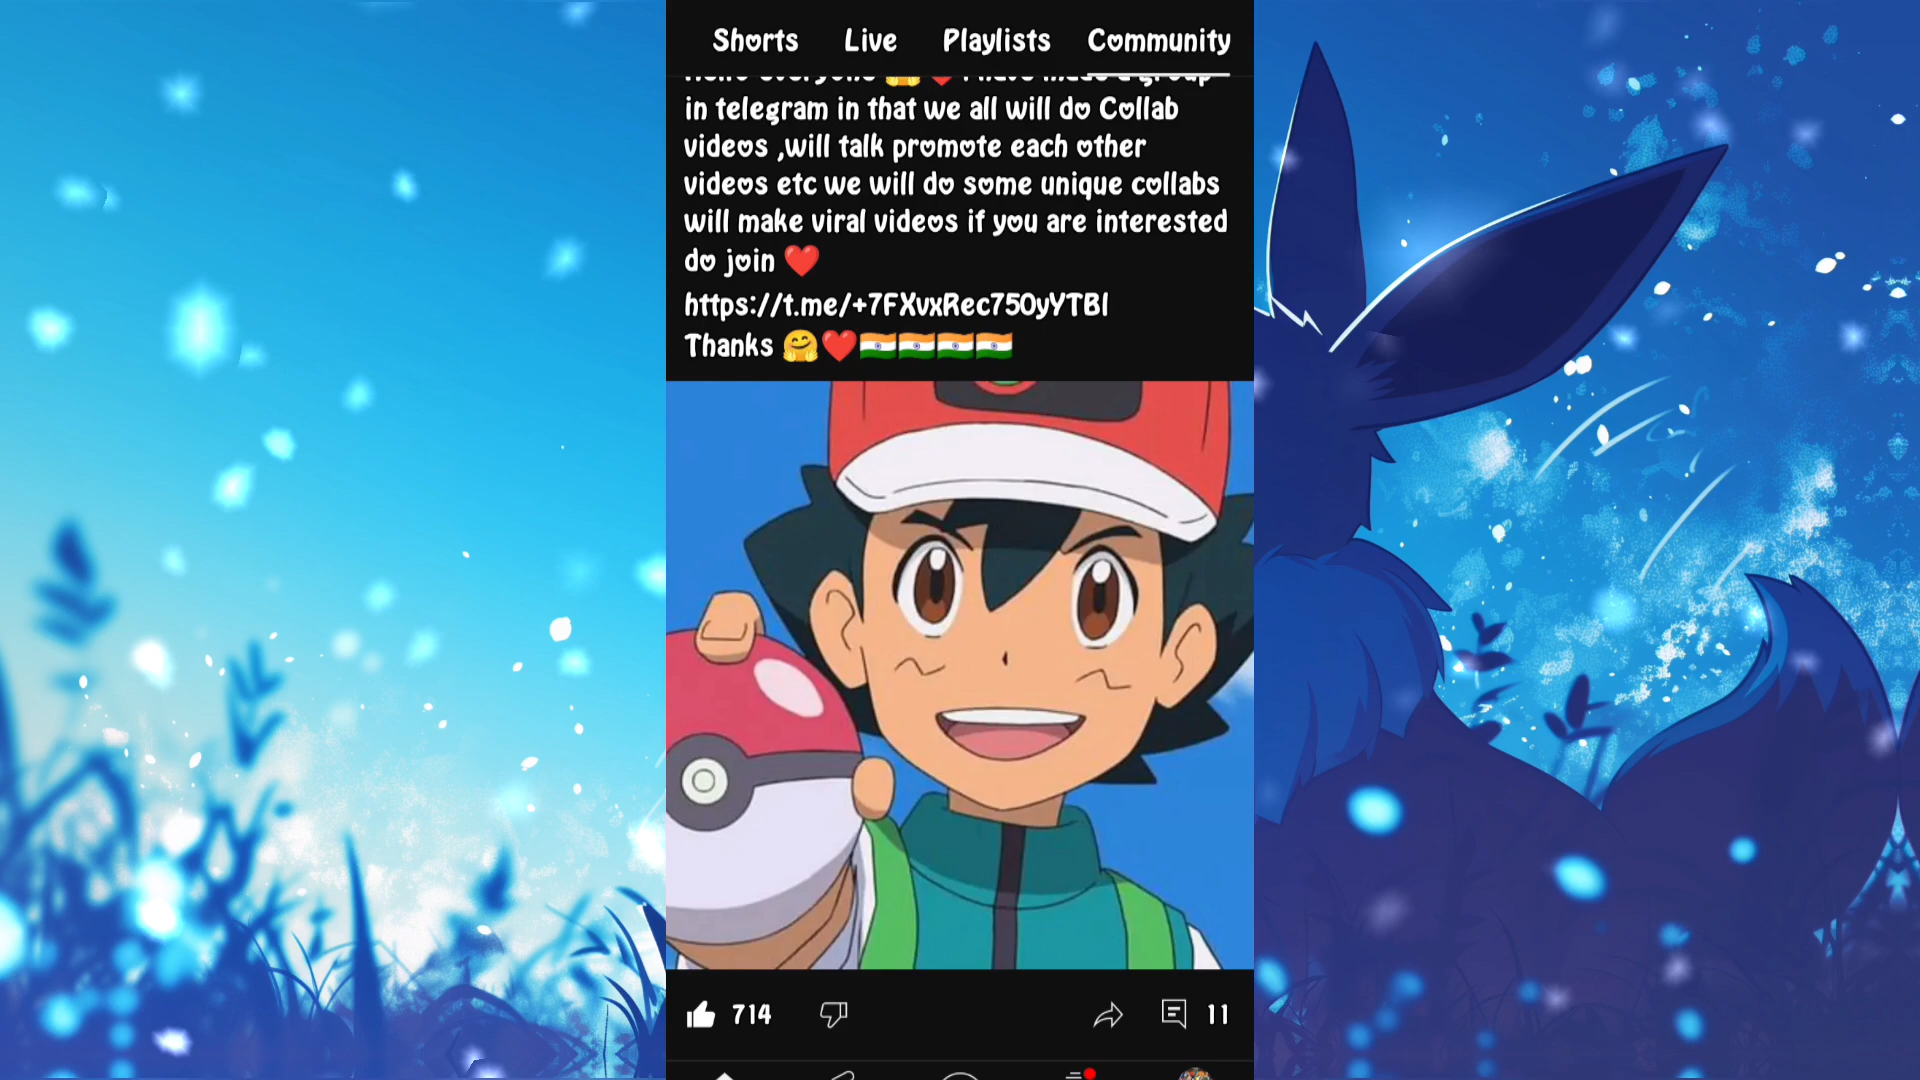 Shorts Live Playlists Community
in telegram in that we all will do Collab
videos ,will talk promote each other
videos etc we will do some unique collabs
will make viral videos if you are interested
do join ❤️
https://t.me/+7FXvxRec750yYTBl
Thanks 🤗❤️🇮🇳🇮🇳🇮🇳🇮🇳
714 11